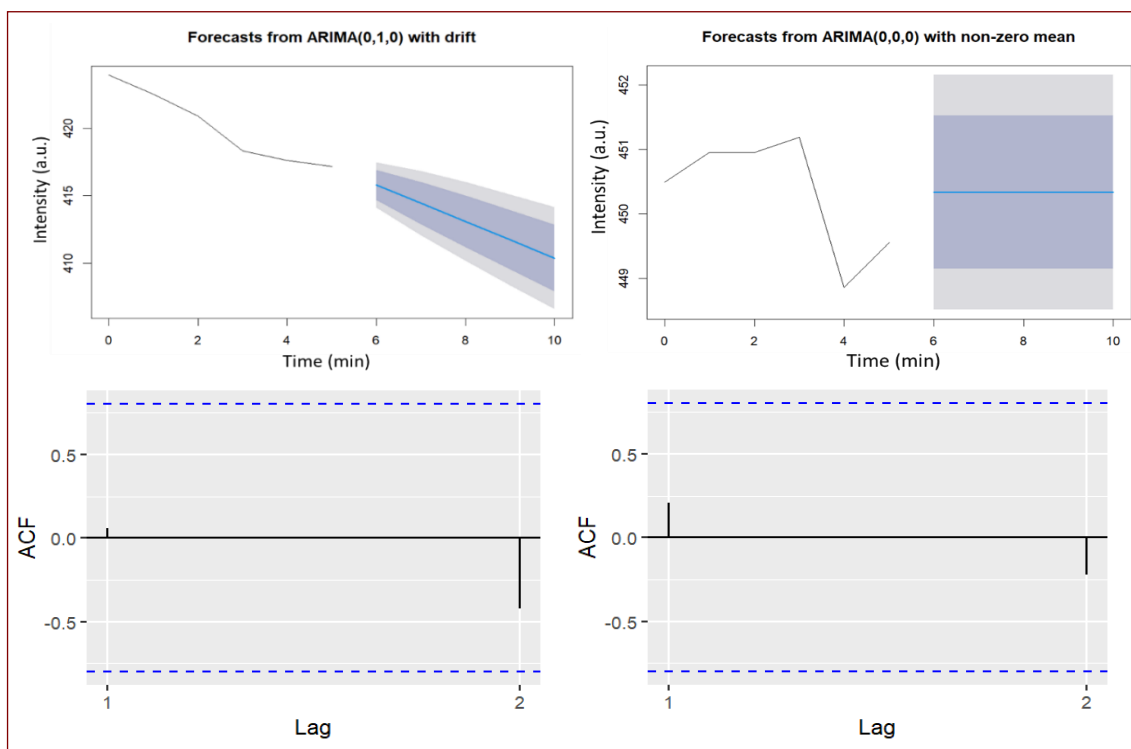 Forecasts from ARIMA(0,1,0) with drift
Intensity (a.u.)
420
415
410
0 2 4 6 8 10
Time (min)
Forecasts from ARIMA(0,0,0) with non-zero mean
Intensity (a.u.)
452
451
450
449
0 2 4 6 8 10
Time (min)
ACF
0.5
0.0
-0.5
1 2
Lag
ACF
0.5
0.0
-0.5
1 2
Lag